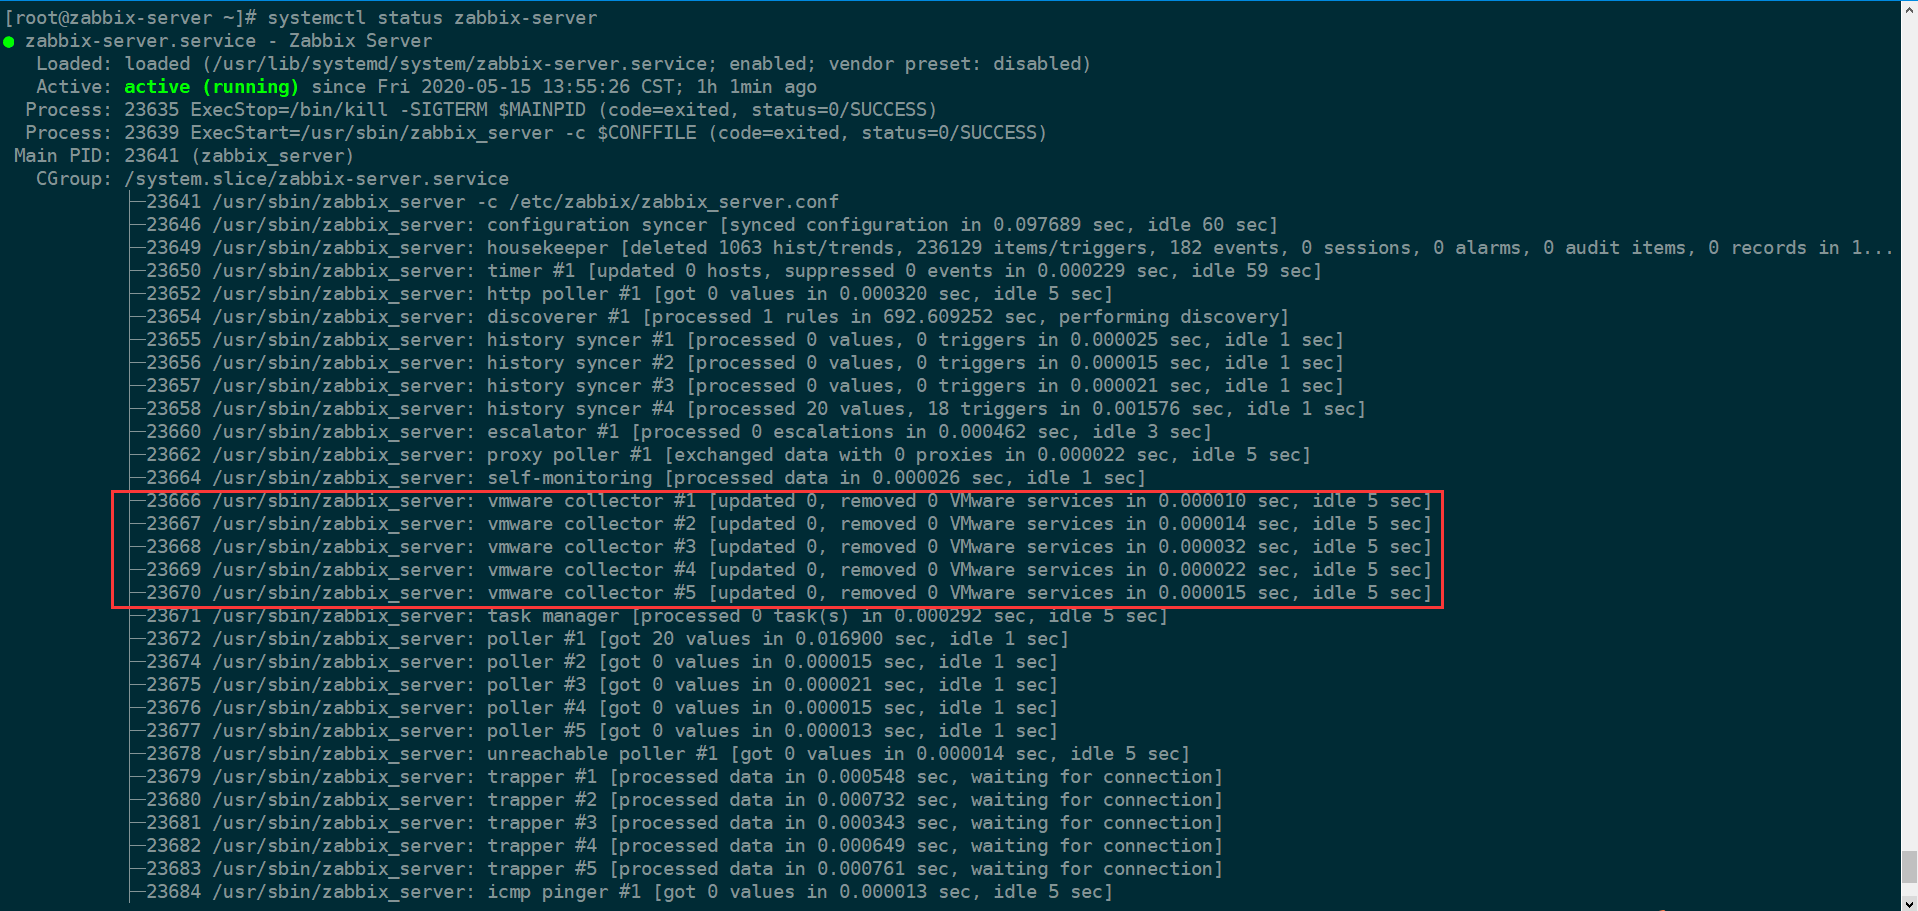 [root@zabbix-server ~]# systemctl status zabbix-server
● zabbix-server.service - Zabbix Server
   Loaded: loaded (/usr/lib/systemd/system/zabbix-server.service; enabled; vendor preset: disabled)
   Active: active (running) since Fri 2020-05-15 13:55:26 CST; 1h 1min ago
  Process: 23635 ExecStop=/bin/kill -SIGTERM $MAINPID (code=exited, status=0/SUCCESS)
  Process: 23639 ExecStart=/usr/sbin/zabbix_server -c $CONFFILE (code=exited, status=0/SUCCESS)
 Main PID: 23641 (zabbix_server)
   CGroup: /system.slice/zabbix-server.service
           ├─23641 /usr/sbin/zabbix_server -c /etc/zabbix/zabbix_server.conf
           ├─23646 /usr/sbin/zabbix_server: configuration syncer [synced configuration in 0.097689 sec, idle 60 sec]
           ├─23649 /usr/sbin/zabbix_server: housekeeper [deleted 1063 hist/trends, 236129 items/triggers, 182 events, 0 sessions, 0 alarms, 0 audit items, 0 records in 1...
           ├─23650 /usr/sbin/zabbix_server: timer #1 [updated 0 hosts, suppressed 0 events in 0.000229 sec, idle 59 sec]
           ├─23652 /usr/sbin/zabbix_server: http poller #1 [got 0 values in 0.000320 sec, idle 5 sec]
           ├─23654 /usr/sbin/zabbix_server: discoverer #1 [processed 1 rules in 692.609252 sec, performing discovery]
           ├─23655 /usr/sbin/zabbix_server: history syncer #1 [processed 0 values, 0 triggers in 0.000025 sec, idle 1 sec]
           ├─23656 /usr/sbin/zabbix_server: history syncer #2 [processed 0 values, 0 triggers in 0.000015 sec, idle 1 sec]
           ├─23657 /usr/sbin/zabbix_server: history syncer #3 [processed 0 values, 0 triggers in 0.000021 sec, idle 1 sec]
           ├─23658 /usr/sbin/zabbix_server: history syncer #4 [processed 20 values, 18 triggers in 0.001576 sec, idle 1 sec]
           ├─23660 /usr/sbin/zabbix_server: escalator #1 [processed 0 escalations in 0.000462 sec, idle 3 sec]
           ├─23662 /usr/sbin/zabbix_server: proxy poller #1 [exchanged data with 0 proxies in 0.000022 sec, idle 5 sec]
           ├─23664 /usr/sbin/zabbix_server: self-monitoring [processed data in 0.000026 sec, idle 1 sec]
           ├─23666 /usr/sbin/zabbix_server: vmware collector #1 [updated 0, removed 0 VMware services in 0.000010 sec, idle 5 sec]
           ├─23667 /usr/sbin/zabbix_server: vmware collector #2 [updated 0, removed 0 VMware services in 0.000014 sec, idle 5 sec]
           ├─23668 /usr/sbin/zabbix_server: vmware collector #3 [updated 0, removed 0 VMware services in 0.000032 sec, idle 5 sec]
           ├─23669 /usr/sbin/zabbix_server: vmware collector #4 [updated 0, removed 0 VMware services in 0.000022 sec, idle 5 sec]
           ├─23670 /usr/sbin/zabbix_server: vmware collector #5 [updated 0, removed 0 VMware services in 0.000015 sec, idle 5 sec]
           ├─23671 /usr/sbin/zabbix_server: task manager [processed 0 task(s) in 0.000292 sec, idle 5 sec]
           ├─23672 /usr/sbin/zabbix_server: poller #1 [got 20 values in 0.016900 sec, idle 1 sec]
           ├─23674 /usr/sbin/zabbix_server: poller #2 [got 0 values in 0.000015 sec, idle 1 sec]
           ├─23675 /usr/sbin/zabbix_server: poller #3 [got 0 values in 0.000021 sec, idle 1 sec]
           ├─23676 /usr/sbin/zabbix_server: poller #4 [got 0 values in 0.000015 sec, idle 1 sec]
           ├─23677 /usr/sbin/zabbix_server: poller #5 [got 0 values in 0.000013 sec, idle 1 sec]
           ├─23678 /usr/sbin/zabbix_server: unreachable poller #1 [got 0 values in 0.000014 sec, idle 5 sec]
           ├─23679 /usr/sbin/zabbix_server: trapper #1 [processed data in 0.000548 sec, waiting for connection]
           ├─23680 /usr/sbin/zabbix_server: trapper #2 [processed data in 0.000732 sec, waiting for connection]
           ├─23681 /usr/sbin/zabbix_server: trapper #3 [processed data in 0.000343 sec, waiting for connection]
           ├─23682 /usr/sbin/zabbix_server: trapper #4 [processed data in 0.000649 sec, waiting for connection]
           ├─23683 /usr/sbin/zabbix_server: trapper #5 [processed data in 0.000761 sec, waiting for connection]
           ├─23684 /usr/sbin/zabbix_server: icmp pinger #1 [got 0 values in 0.000013 sec, idle 5 sec]